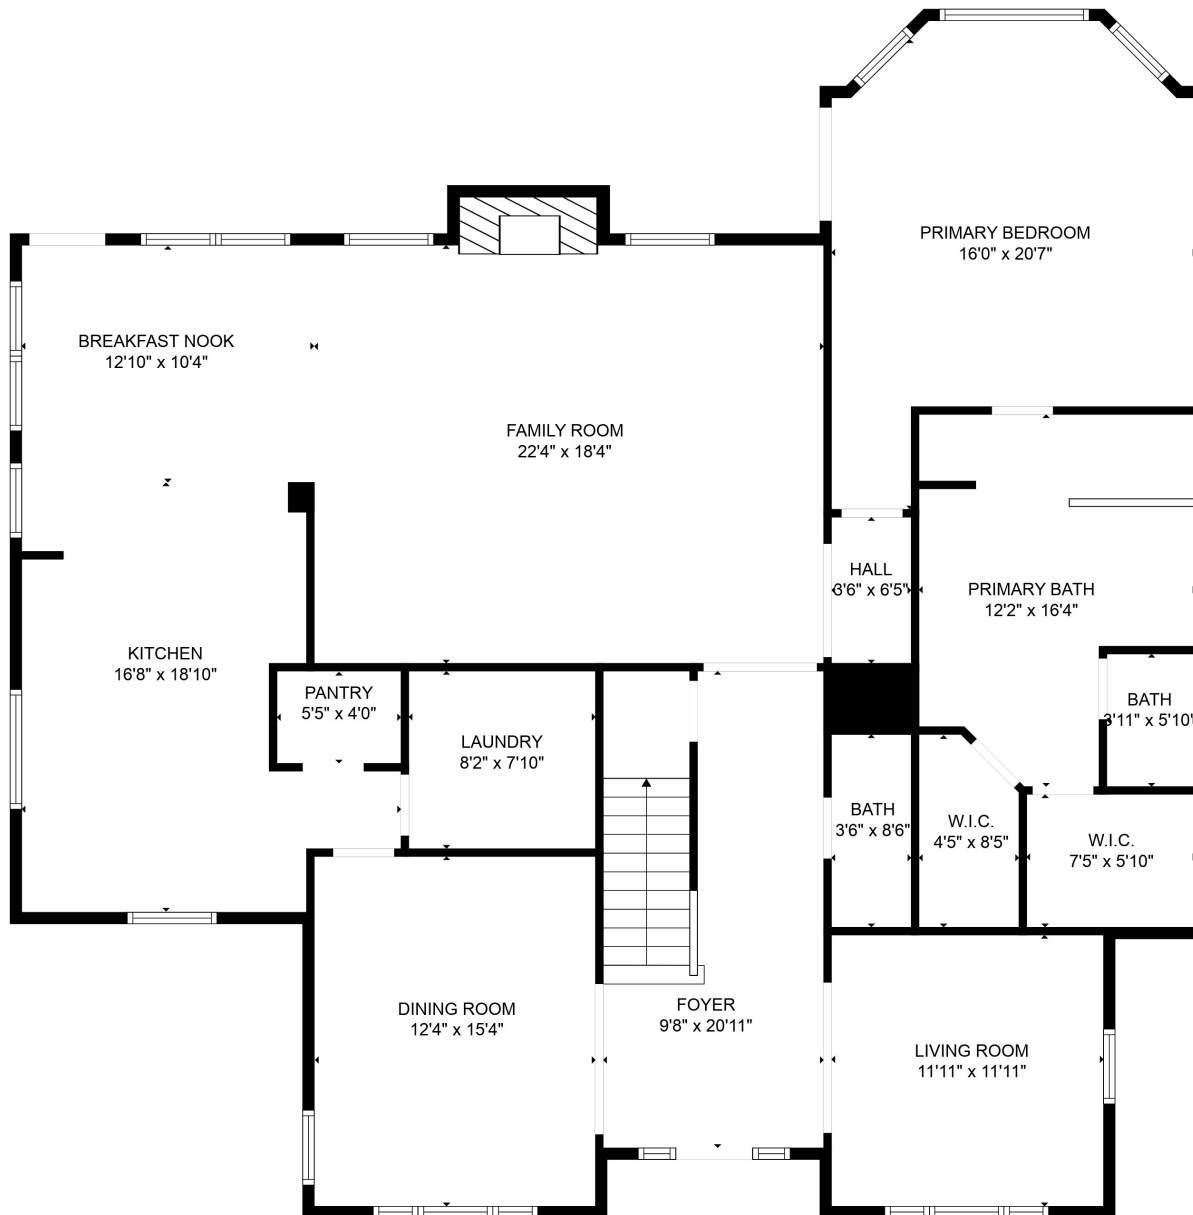 PRIMARY BEDROOM
16'0" x 20'7"
BREAKFAST NOOK
12'10" x 10'4"
FAMILY ROOM
22'4" x 18'4"
HALL
3'6" x 6'5"
PRIMARY BATH
12'2" x 16'4"
KITCHEN
16'8" x 18'10"
PANTRY
5'5" x 4'0"
LAUNDRY
8'2" x 7'10"
BATH
3'11" x 5'10"
BATH
3'6" x 8'6"
W.I.C.
4'5" x 8'5"
W.I.C.
7'5" x 5'10"
DINING ROOM
12'4" x 15'4"
FOYER
9'8" x 20'11"
LIVING ROOM
11'11" x 11'11"